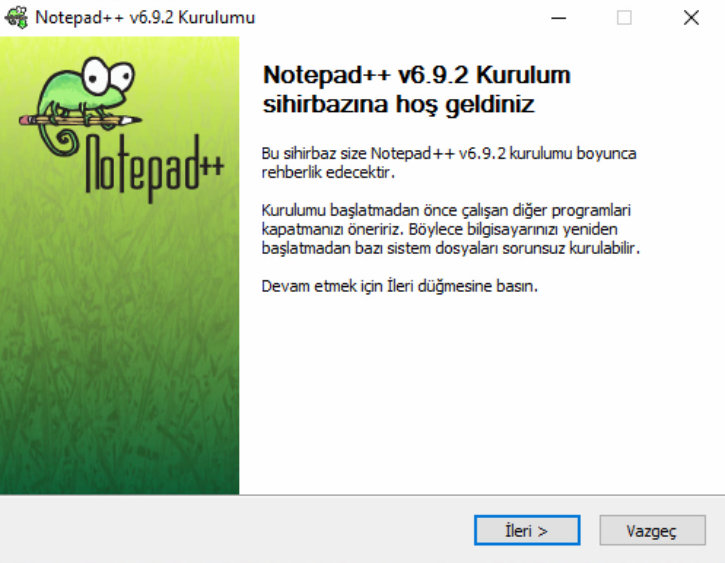 Notepad++ v6.9.2 Kurulumu
Notepad++
Notepad++ v6.9.2 Kurulum
sihirbazına hoş geldiniz
Bu sihirbaz size Notepad++ v6.9.2 kurulumu boyunca
rehberlik edecektir.
Kurulumu başlatmadan önce çalışan diğer programlari
kapatmanızı öneririz. Böylece bilgisayarınızı yeniden
başlatmadan bazı sistem dosyaları sorunsuz kurulabilir.
Devam etmek için İleri düğmesine basın.
İleri >
Vazgeç